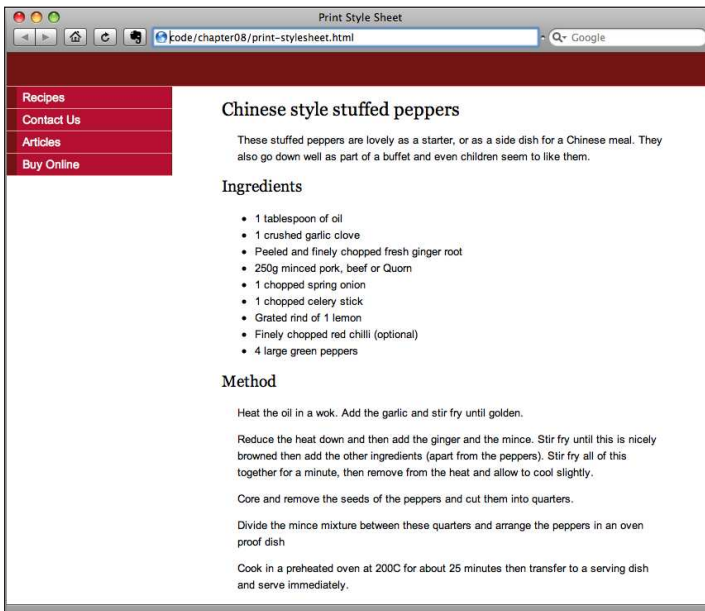 Print Style Sheet
code/chapter08/print-stylesheet.html
Google
Recipes
Contact Us
Articles
Buy Online
Chinese style stuffed peppers
These stuffed peppers are lovely as a starter, or as a side dish for a Chinese meal. They
also go down well as part of a buffet and even children seem to like them.
Ingredients
• 1 tablespoon of oil
• 1 crushed garlic clove
• Peeled and finely chopped fresh ginger root
• 250g minced pork, beef or Quorn
• 1 chopped spring onion
• 1 chopped celery stick
• Grated rind of 1 lemon
• Finely chopped red chilli (optional)
• 4 large green peppers
Method
Heat the oil in a wok. Add the garlic and stir fry until golden.
Reduce the heat down and then add the ginger and the mince. Stir fry until this is nicely
browned then add the other ingredients (apart from the peppers). Stir fry all of this
together for a minute, then remove from the heat and allow to cool slightly.
Core and remove the seeds of the peppers and cut them into quarters.
Divide the mince mixture between these quarters and arrange the peppers in an oven
proof dish
Cook in a preheated oven at 200C for about 25 minutes then transfer to a serving dish
and serve immediately.